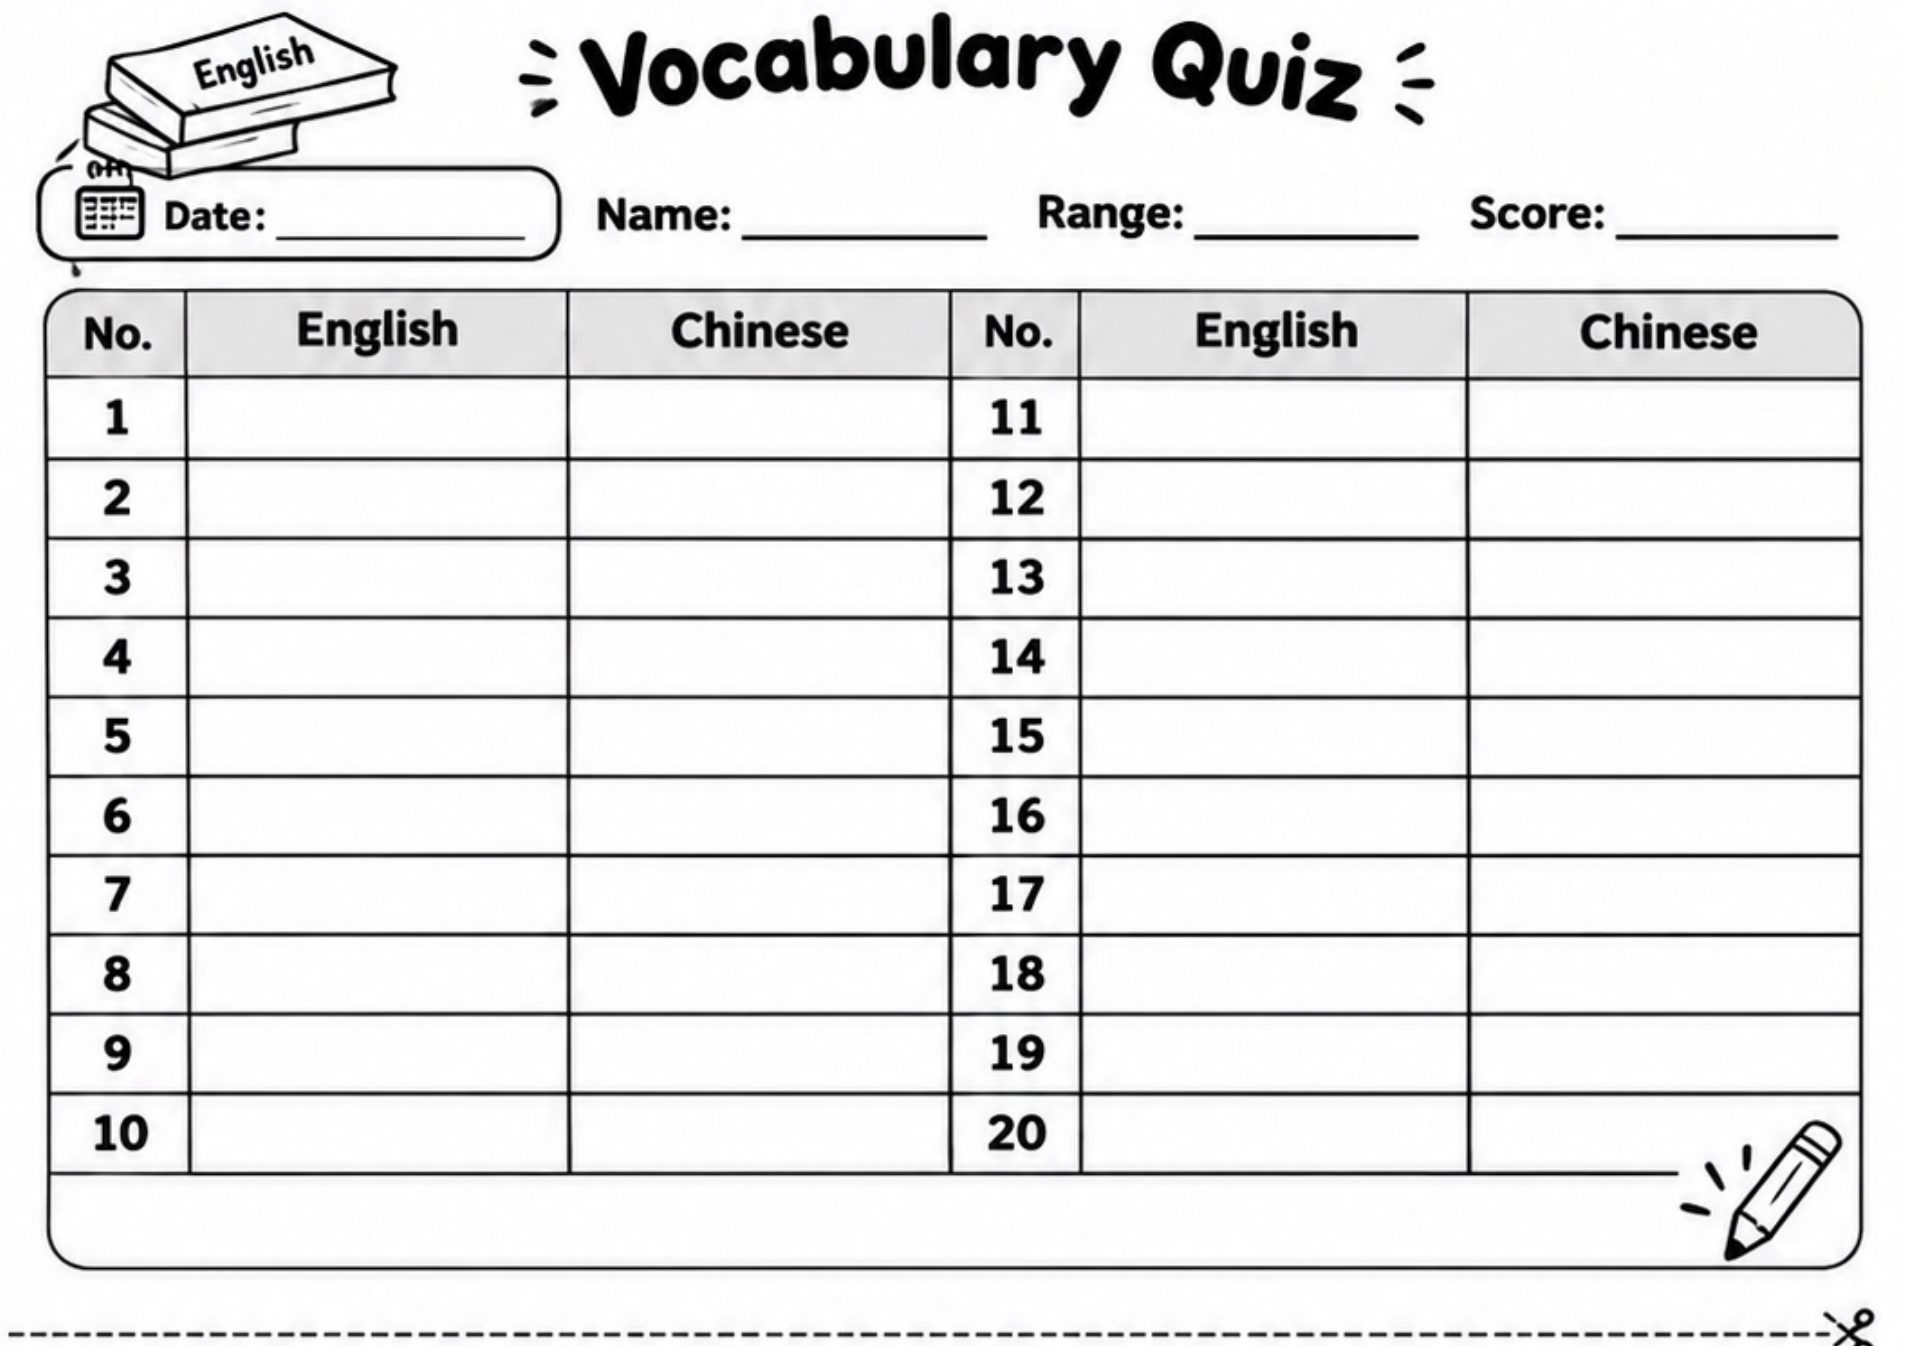 English
Vocabulary Quiz
Date: Name: Range: Score:
No. English Chinese No. English Chinese
1 11
2 12
3 13
4 14
5 15
6 16
7 17
8 18
9 19
10 20